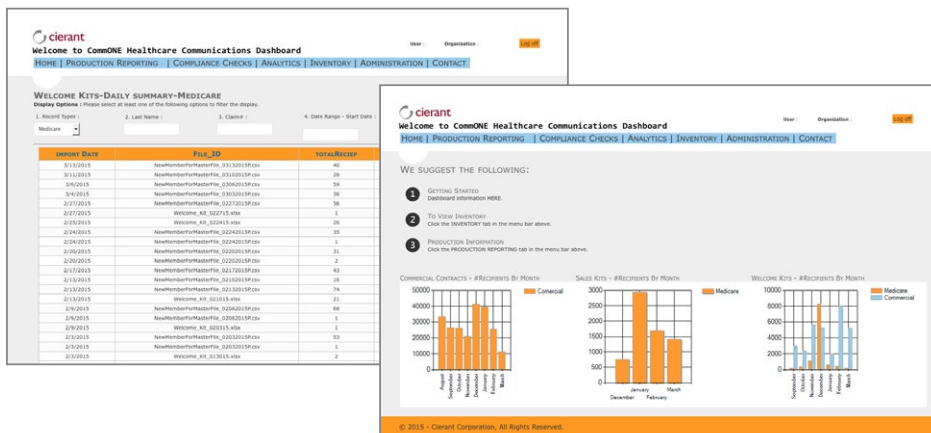 cierant
Welcome to CommONE Healthcare Communications Dashboard
User :
Organization :
Log off
HOME | PRODUCTION REPORTING | COMPLIANCE CHECKS | ANALYTICS | INVENTORY | ADMINISTRATION | CONTACT
WELCOME KITS-DAILY SUMMARY-MEDICARE
Display Options : Please select at least one of the following options to filter the display.
1. Record Types : 2. Last Name : 3. Claim# : 4. Date Range - Start Date :
Medicare
IMPORT DATE FILE_ID TOTALRECIEP
3/13/2015 NewMemberForMasterFile_03132015P.csv 40
3/11/2015 NewMemberForMasterFile_03102015P.csv 28
3/6/2015 NewMemberForMasterFile_03062015P.csv 59
3/4/2015 NewMemberForMasterFile_03032015P.csv 36
2/27/2015 NewMemberForMasterFile_02272015P.csv 56
2/27/2015 Welcome_Kit_022715.xlsx 1
2/25/2015 Welcome_Kit_022415.xlsx 26
2/24/2015 NewMemberForMasterFile_02242015P.csv 35
2/24/2015 NewMemberForMasterFile_02242015P.csv 1
2/20/2015 NewMemberForMasterFile_02202015P.csv 31
2/20/2015 NewMemberForMasterFile_02202015P.csv 2
2/17/2015 NewMemberForMasterFile_02172015P.csv 43
2/13/2015 NewMemberForMasterFile_02102015P.csv 16
2/13/2015 NewMemberForMasterFile_02132015P.csv 74
2/13/2015 Welcome_Kit_021015.xlsx 21
2/9/2015 NewMemberForMasterFile_02062015P.csv 66
2/9/2015 NewMemberForMasterFile_02062015P.csv 1
2/9/2015 Welcome_Kit_020315.xlsx 1
2/3/2015 NewMemberForMasterFile_02032015P.csv 53
2/3/2015 NewMemberForMasterFile_02032015P.csv 1
2/3/2015 Welcome_Kit_013015.xlsx 2
cierant
Welcome to CommONE Healthcare Communications Dashboard
User :
Organization :
Log off
HOME | PRODUCTION REPORTING | COMPLIANCE CHECKS | ANALYTICS | INVENTORY | ADMINISTRATION | CONTACT
WE SUGGEST THE FOLLOWING:
1 GETTING STARTED
Dashboard information HERE.
2 TO VIEW INVENTORY
Click the INVENTORY tab in the menu bar above.
3 PRODUCTION INFORMATION
Click the PRODUCTION REPORTING tab in the menu bar above.
COMMERCIAL CONTRACTS - #RECIPIENTS BY MONTH
50000
40000
30000
20000
10000
0
August September October November December January February March
Comercial
SALES KITS - #RECIPIENTS BY MONTH
3000
2500
2000
1500
1000
500
0
January March
December February
Medicare
WELCOME KITS - #RECIPIENTS BY MONTH
10000
8000
6000
4000
2000
0
September October November December January February March
Medicare
Commercial
© 2015 - Cierant Corporation, All Rights Reserved.